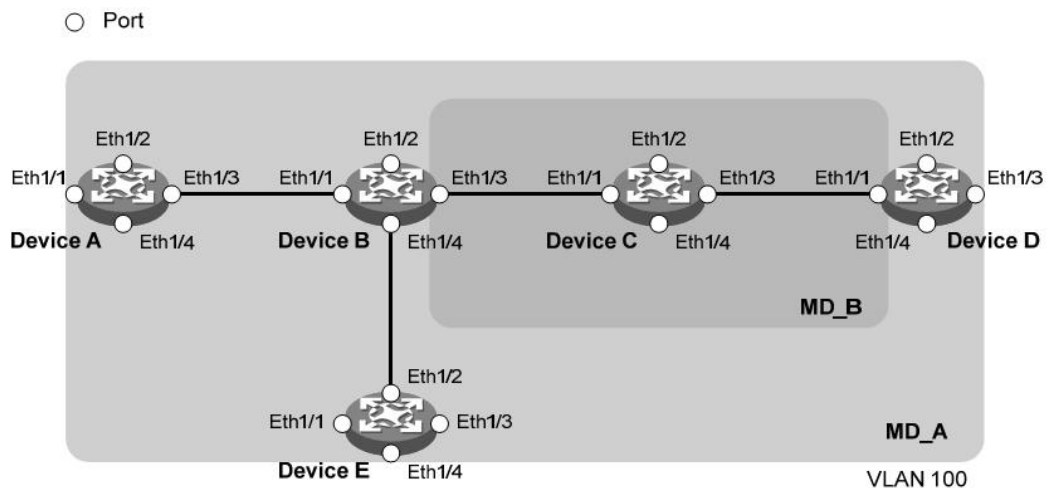 Port
Eth1/2 Eth1/2 Eth1/2 Eth1/2
Eth1/1 Eth1/3 Eth1/1 Eth1/3 Eth1/1 Eth1/3 Eth1/1 Eth1/3
Device A Eth1/4 Device B Eth1/4 Device C Eth1/4 Eth1/4 Device D
MD_B
Eth1/2
Eth1/1 Eth1/3
MD_A
Device E Eth1/4
VLAN 100